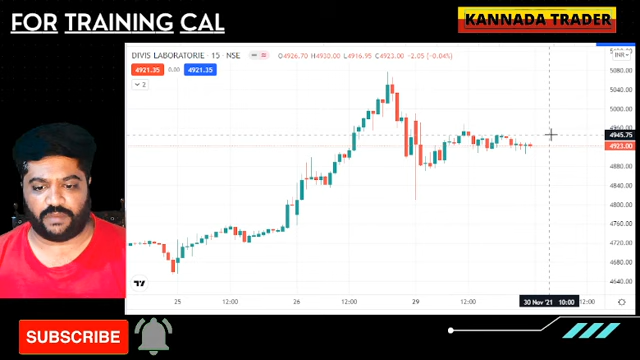 FOR TRAINING CAL
KANNADA TRADER
DIVIS LABORATORIE · 15 · NSE
O4926.70 H4930.00 L4916.95 C4923.00 -2.05 (-0.04%)
INR
4921.35 0.00 4921.35
2
5080.00
5040.00
5000.00
4960.00
4945.75
4923.00
4880.00
4840.00
4800.00
4760.00
4720.00
4680.00
4640.00
25 12:00 26 12:00 29 12:00 30 Nov '21 10:00 12:00
SUBSCRIBE